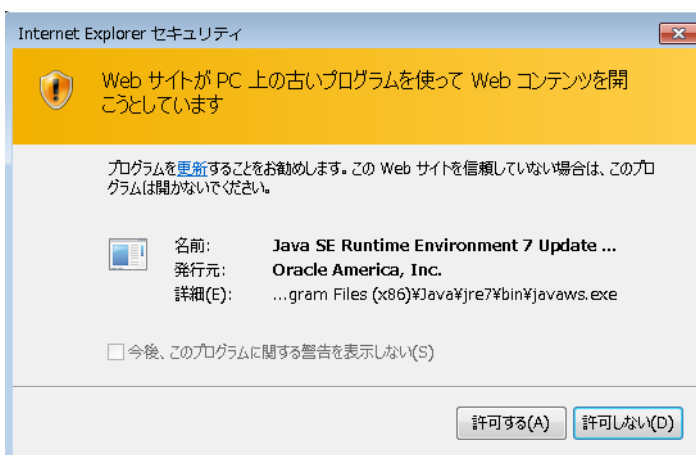 Internet Explorer セキュリティ
Web サイトが PC 上の古いプログラムを使って Web コンテンツを開
こうとしています
プログラムを更新することをお勧めします。この Web サイトを信頼していない場合は、このプロ
グラムは開かないでください。
名前: Java SE Runtime Environment 7 Update ...
発行元: Oracle America, Inc.
詳細(E): ...gram Files (x86)¥Java¥jre7¥bin¥javaws.exe
今後、このプログラムに関する警告を表示しない(S)
許可する(A) 許可しない(D)